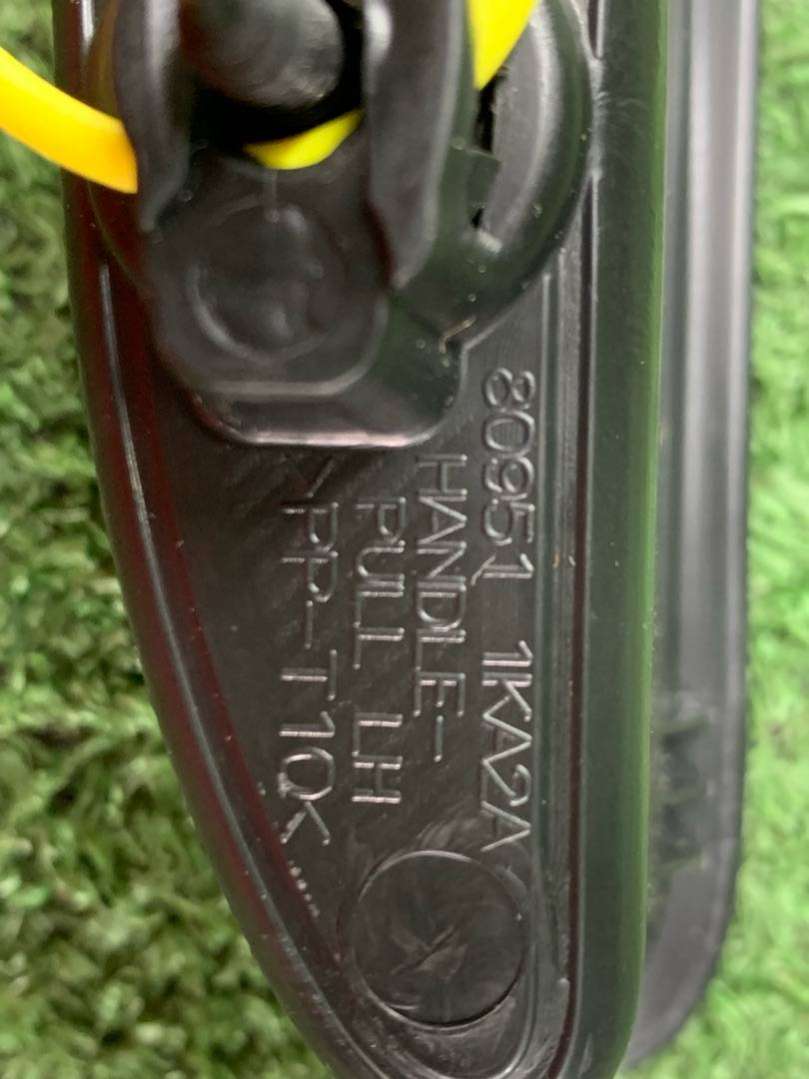 80951 1KA2A
HANDLE-
PULL LH
>PP-T10<